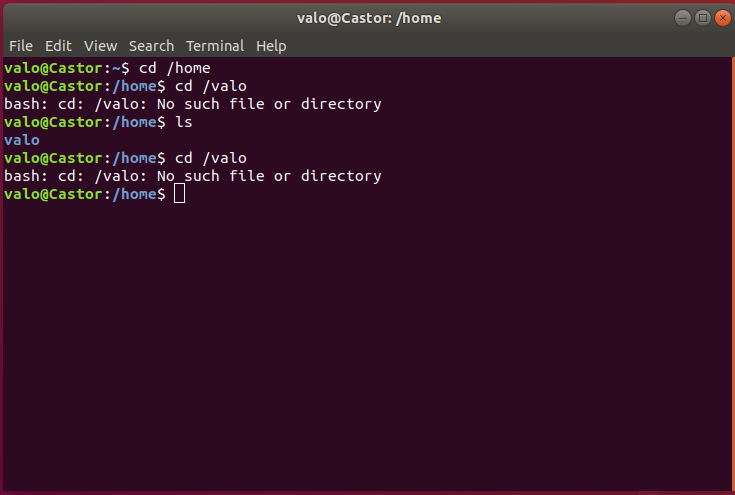 valo@Castor: /home
File Edit View Search Terminal Help
valo@Castor:~$ cd /home
valo@Castor:/home$ cd /valo
bash: cd: /valo: No such file or directory
valo@Castor:/home$ ls
valo
valo@Castor:/home$ cd /valo
bash: cd: /valo: No such file or directory
valo@Castor:/home$